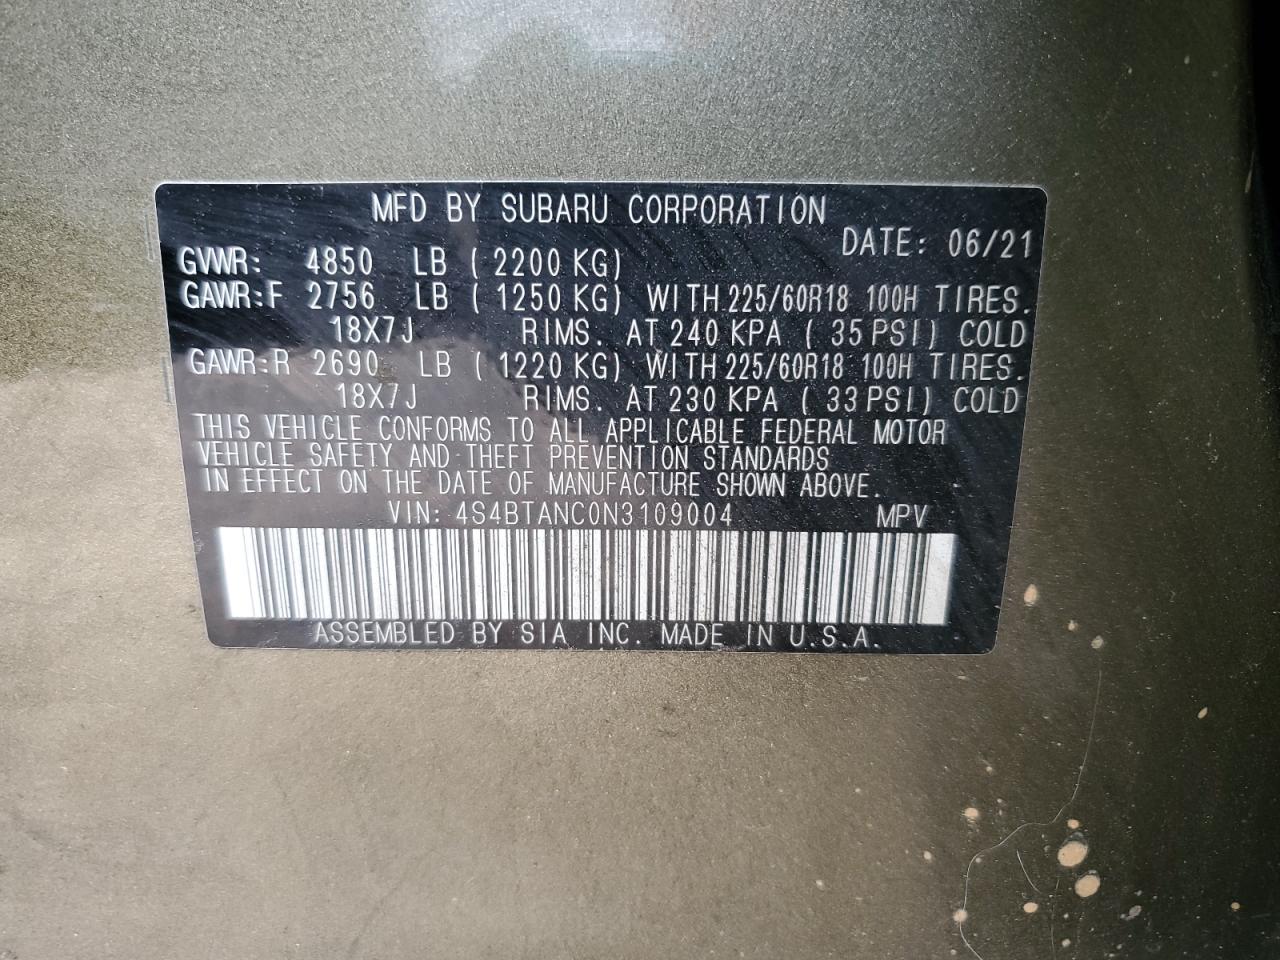 MFD BY SUBARU CORPORATION
DATE: 06/21
GVWR: 4850 LB ( 2200 KG)
GAWR:F 2756 LB ( 1250 KG) WITH 225/60R18 100H TIRES.
18X7J RIMS. AT 240 KPA ( 35 PSI) COLD
GAWR:R 2690 LB ( 1220 KG) WITH 225/60R18 100H TIRES.
18X7J RIMS. AT 230 KPA ( 33 PSI) COLD
THIS VEHICLE CONFORMS TO ALL APPLICABLE FEDERAL MOTOR
VEHICLE SAFETY AND THEFT PREVENTION STANDARDS
IN EFFECT ON THE DATE OF MANUFACTURE SHOWN ABOVE.
VIN: 4S4BTANC0N3109004 MPV
ASSEMBLED BY SIA INC. MADE IN U.S.A.